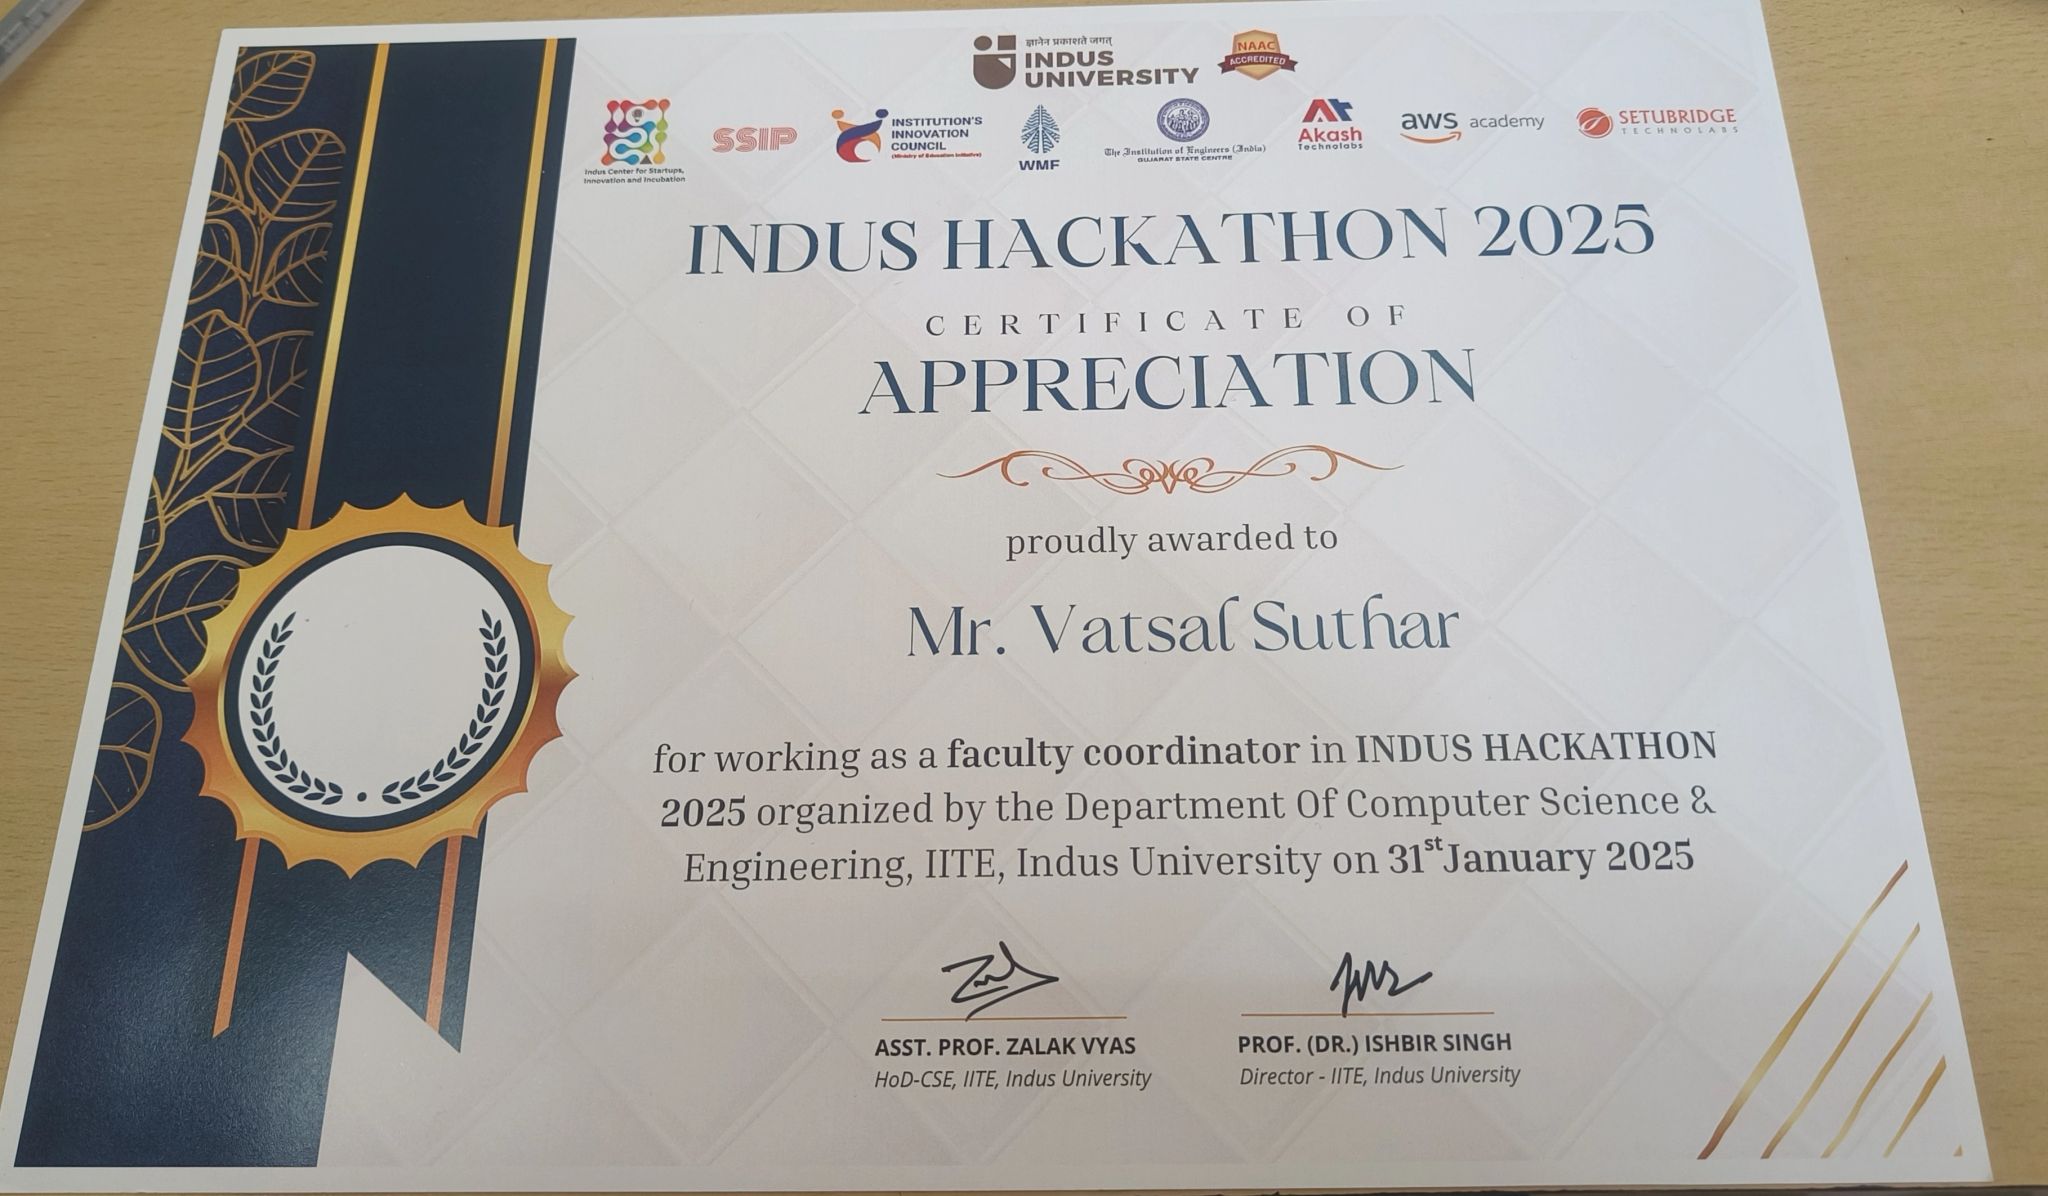 ज्ञानेन प्रकाशते जगत्
INDUS
UNIVERSITY
NAAC
ACCREDITED
Indus Center for Startups,
Innovation and Incubation
SSIP
INSTITUTION'S
INNOVATION
COUNCIL
(Ministry of Education Initiative)
WMF
The Institution of Engineers (India)
GUJARAT STATE CENTRE
Akash
Technolabs
aws academy
SETUBRIDGE
TECHNOLABS
INDUS HACKATHON 2025
CERTIFICATE OF
APPRECIATION
proudly awarded to
Mr. Vatsal Suthar
for working as a faculty coordinator in INDUS HACKATHON
2025 organized by the Department Of Computer Science &
Engineering, IITE, Indus University on 31st January 2025
ASST. PROF. ZALAK VYAS
HoD-CSE, IITE, Indus University
PROF. (DR.) ISHBIR SINGH
Director - IITE, Indus University